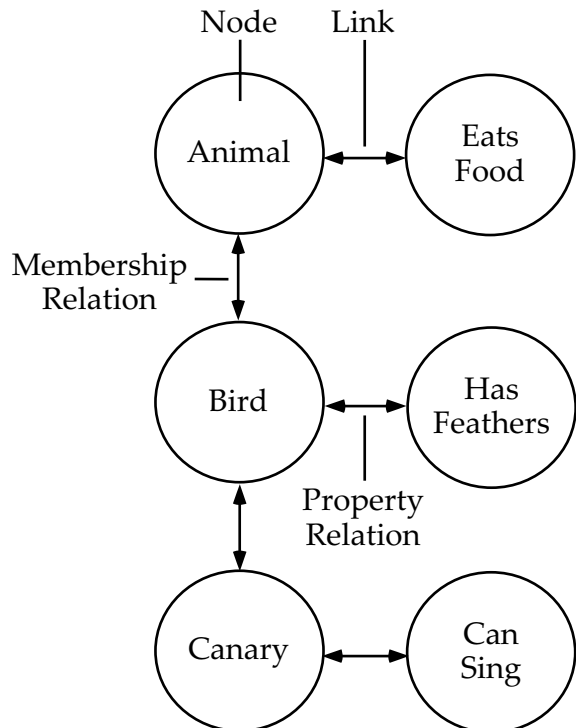 Node
Link
Animal
Eats
Food
Membership
Relation
Bird
Has
Feathers
Property
Relation
Canary
Can
Sing